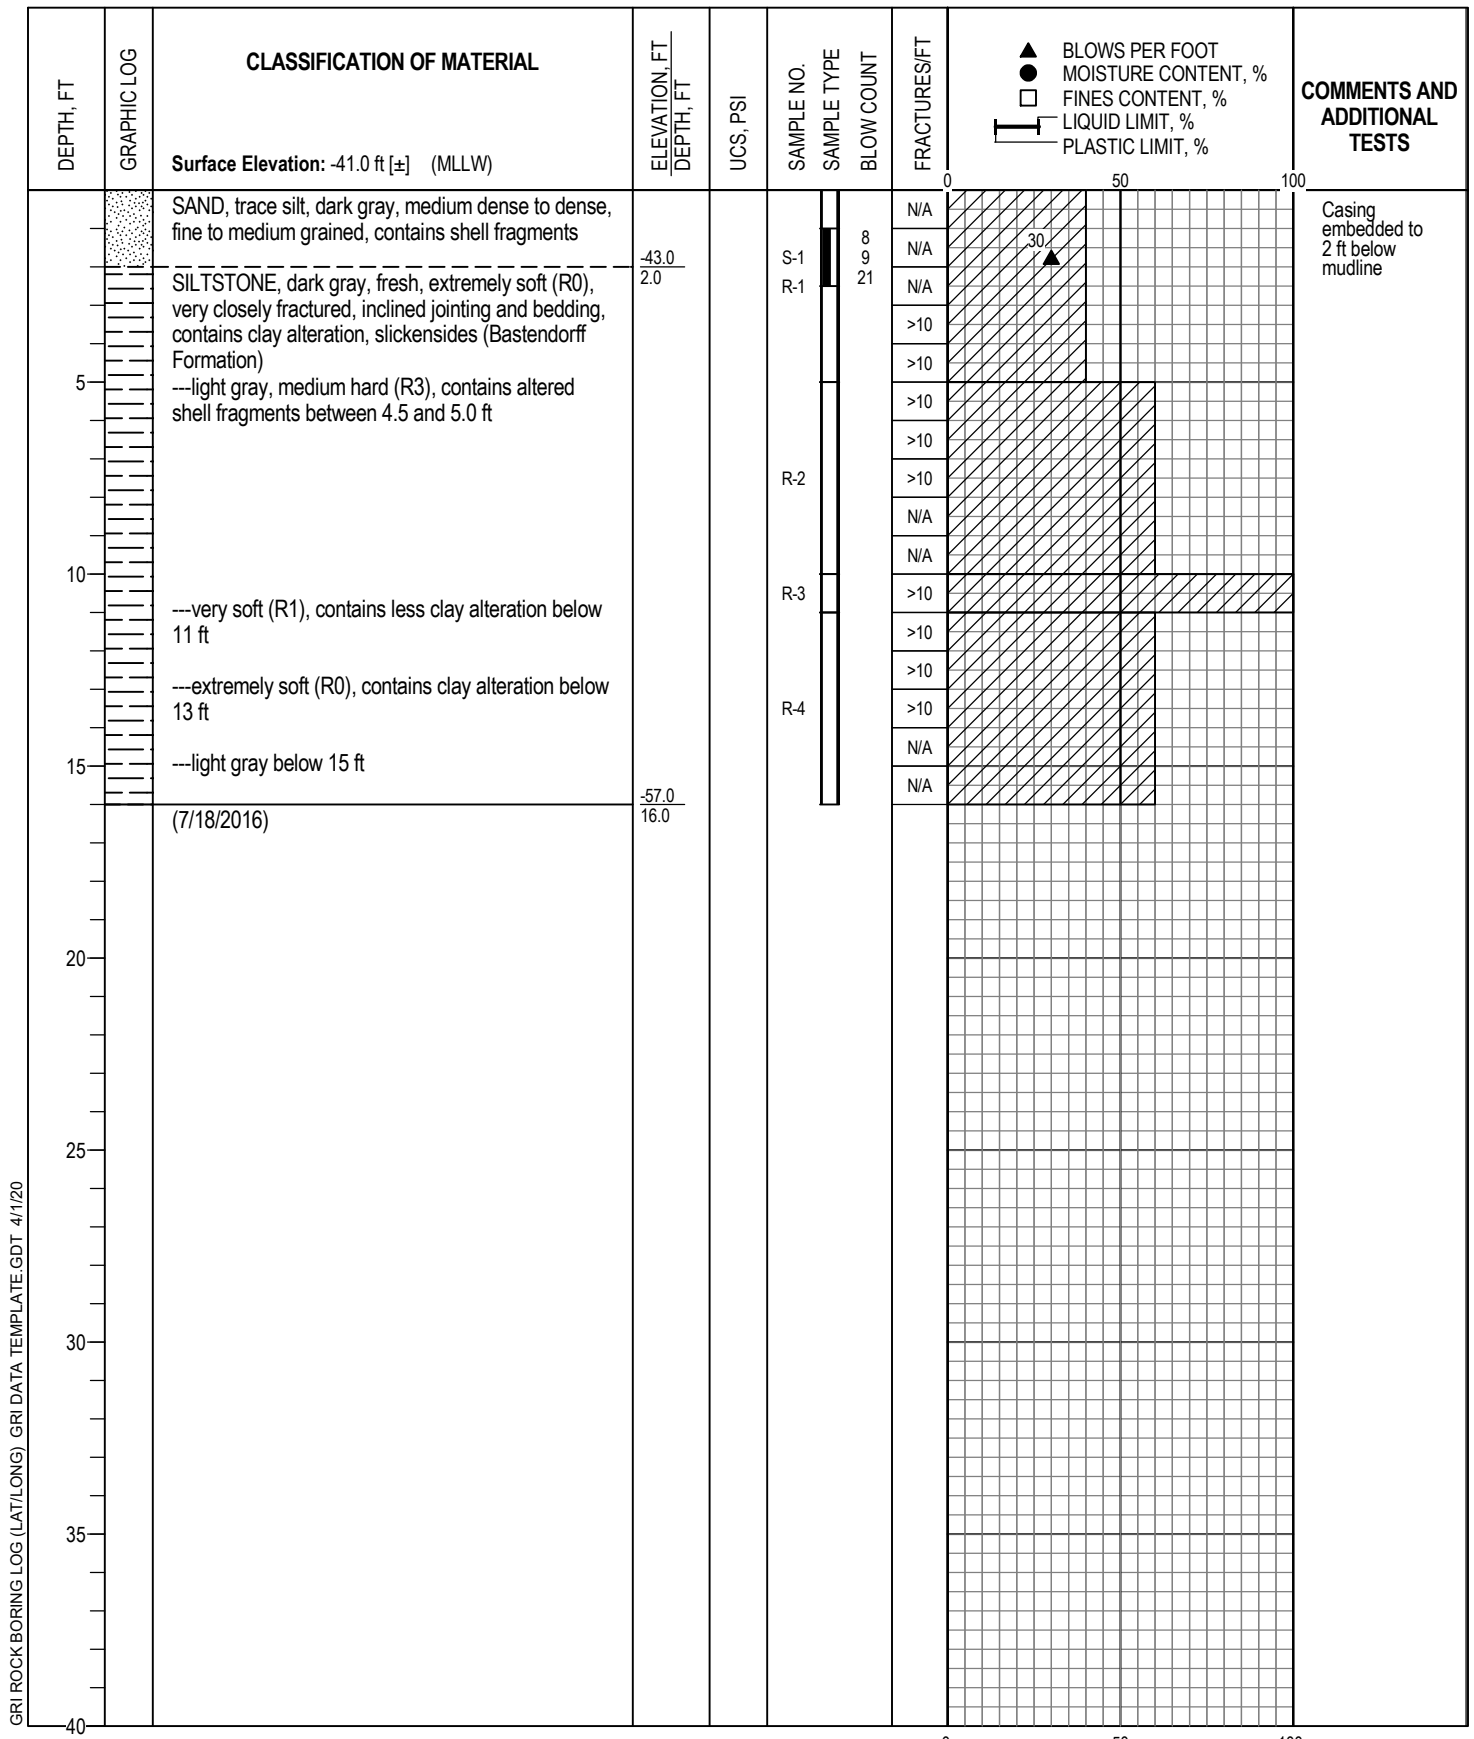 DEPTH, FT
GRAPHIC LOG
CLASSIFICATION OF MATERIAL
Surface Elevation: -41.0 ft [±] (MLLW)
ELEVATION, FT
DEPTH, FT
UCS, PSI
SAMPLE NO.
SAMPLE TYPE
BLOW COUNT
FRACTURES/FT
BLOWS PER FOOT
MOISTURE CONTENT, %
FINES CONTENT, %
LIQUID LIMIT, %
PLASTIC LIMIT, %
COMMENTS AND
ADDITIONAL
TESTS
0 50 100
SAND, trace silt, dark gray, medium dense to dense,
fine to medium grained, contains shell fragments
-43.0
2.0
SILTSTONE, dark gray, fresh, extremely soft (R0),
very closely fractured, inclined jointing and bedding,
contains clay alteration, slickensides (Bastendorff
Formation)
---light gray, medium hard (R3), contains altered
shell fragments between 4.5 and 5.0 ft
---very soft (R1), contains less clay alteration below
11 ft
---extremely soft (R0), contains clay alteration below
13 ft
---light gray below 15 ft
-57.0
16.0
(7/18/2016)
S-1
R-1
R-2
R-3
R-4
8
9
21
N/A
N/A
N/A
>10
>10
>10
>10
>10
N/A
N/A
>10
>10
>10
>10
N/A
N/A
30
Casing
embedded to
2 ft below
mudline
5
10
15
20
25
30
35
40
GRI ROCK BORING LOG (LAT/LONG) GRI DATA TEMPLATE.GDT 4/1/20
0 50 100